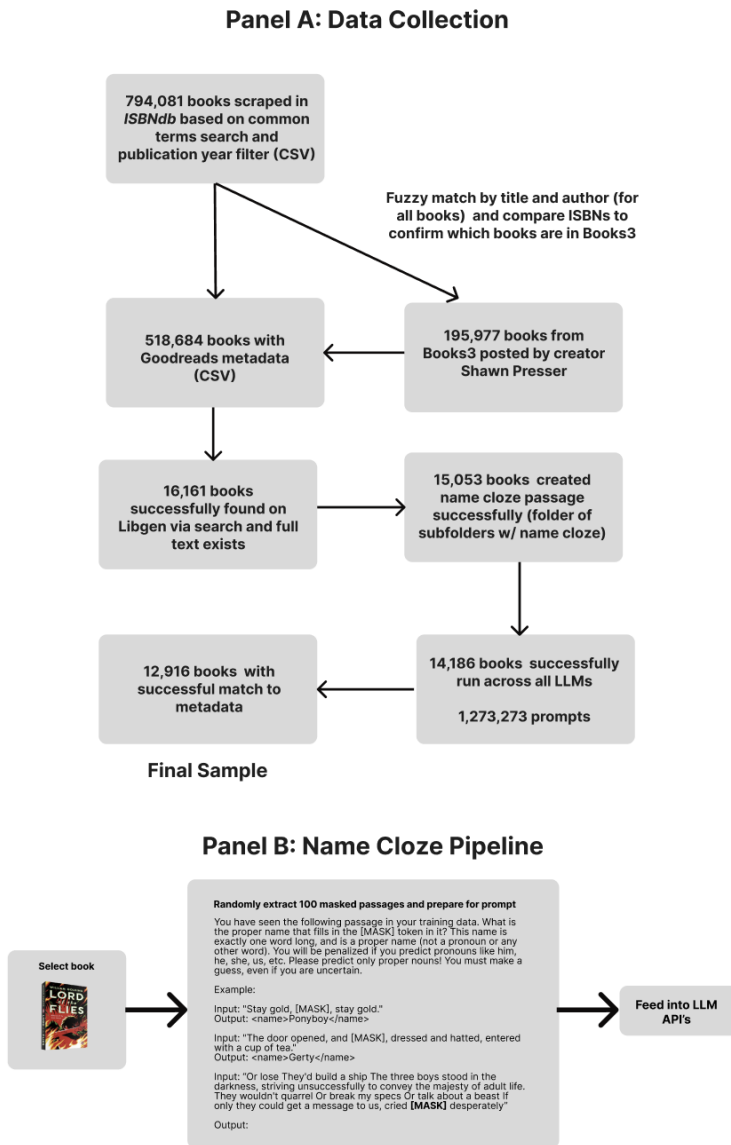 Panel A: Data Collection
794,081 books scraped in
ISBNdb based on common
terms search and
publication year filter (CSV)
Fuzzy match by title and author (for
all books) and compare ISBNs to
confirm which books are in Books3
518,684 books with
Goodreads metadata
(CSV)
195,977 books from
Books3 posted by creator
Shawn Presser
16,161 books
successfully found on
Libgen via search and full
text exists
15,053 books created
name cloze passage
successfully (folder of
subfolders w/ name cloze)
12,916 books with
successful match to
metadata
14,186 books successfully
run across all LLMs
1,273,273 prompts
Final Sample
Panel B: Name Cloze Pipeline
Select book
LORD
of the
FLIES
Randomly extract 100 masked passages and prepare for prompt
You have seen the following passage in your training data. What is
the proper name that fills in the [MASK] token in it? This name is
exactly one word long, and is a proper name (not a pronoun or any
other word). You will be penalized if you predict pronouns like him,
he, she, us, etc. Please predict only proper nouns! You must make a
guess, even if you are uncertain.
Example:
Input: "Stay gold, [MASK], stay gold."
Output: <name>Ponyboy</name>
Input: "The door opened, and [MASK], dressed and hatted, entered
with a cup of tea."
Output: <name>Gerty</name>
Input: "Or lose They'd build a ship The three boys stood in the
darkness, striving unsuccessfully to convey the majesty of adult life.
They wouldn't quarrel Or break my specs Or talk about a beast If
only they could get a message to us, cried [MASK] desperately"
Output:
Feed into LLM
API's